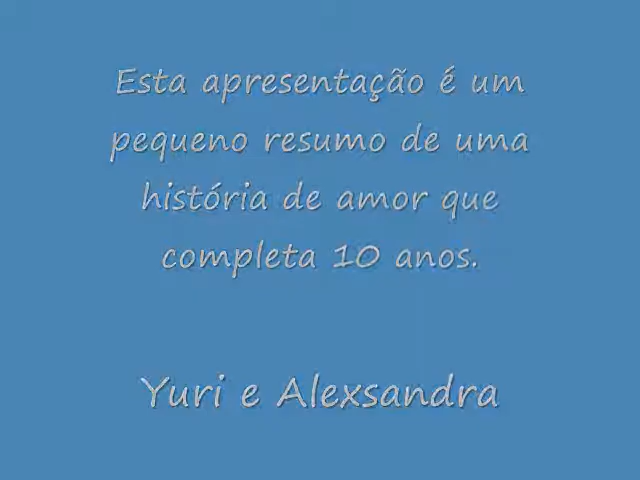 Esta apresentação é um
pequeno resumo de uma
história de amor que
completa 10 anos.
Yuri e Alexsandra